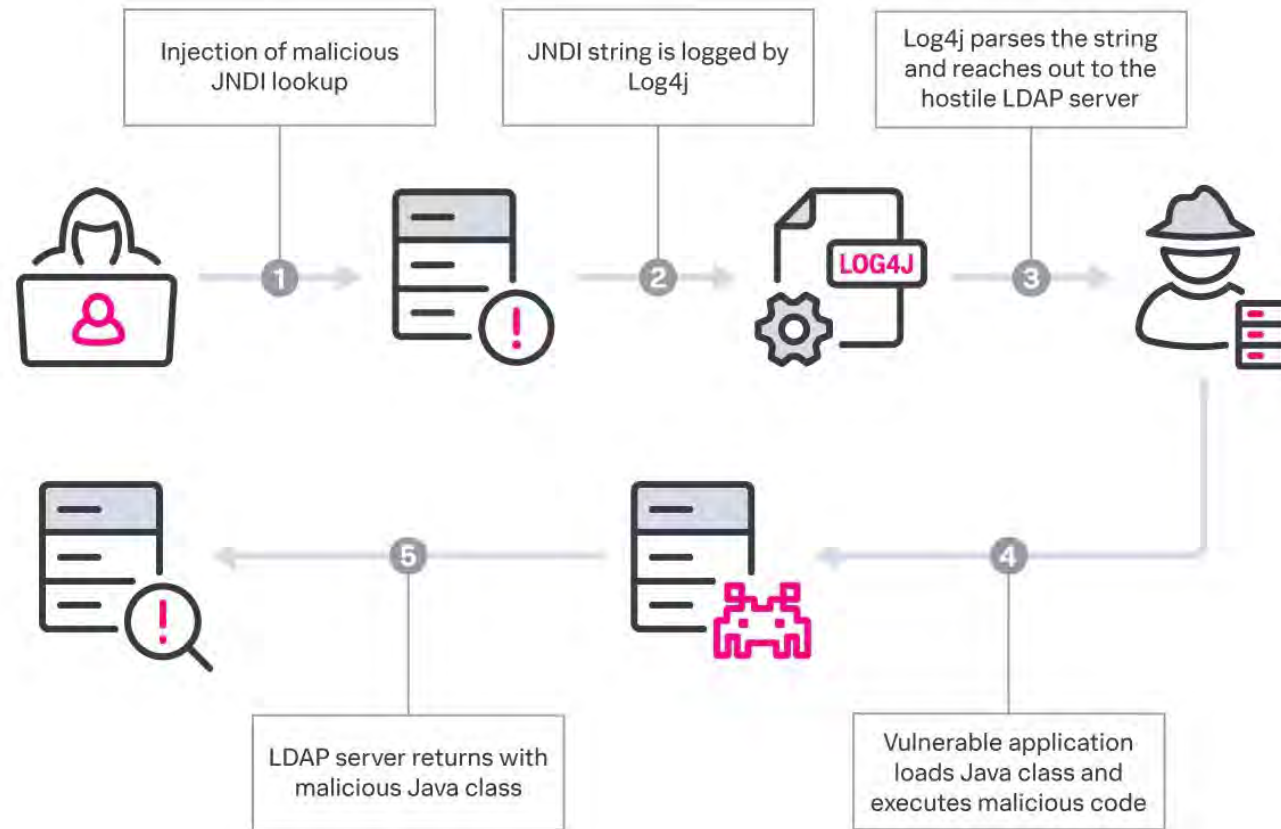 Injection of malicious
JNDI lookup
JNDI string is logged by
Log4j
Log4j parses the string
and reaches out to the
hostile LDAP server
1
!
2
LOG4J
3
5
!
4
LDAP server returns with
malicious Java class
Vulnerable application
loads Java class and
executes malicious code